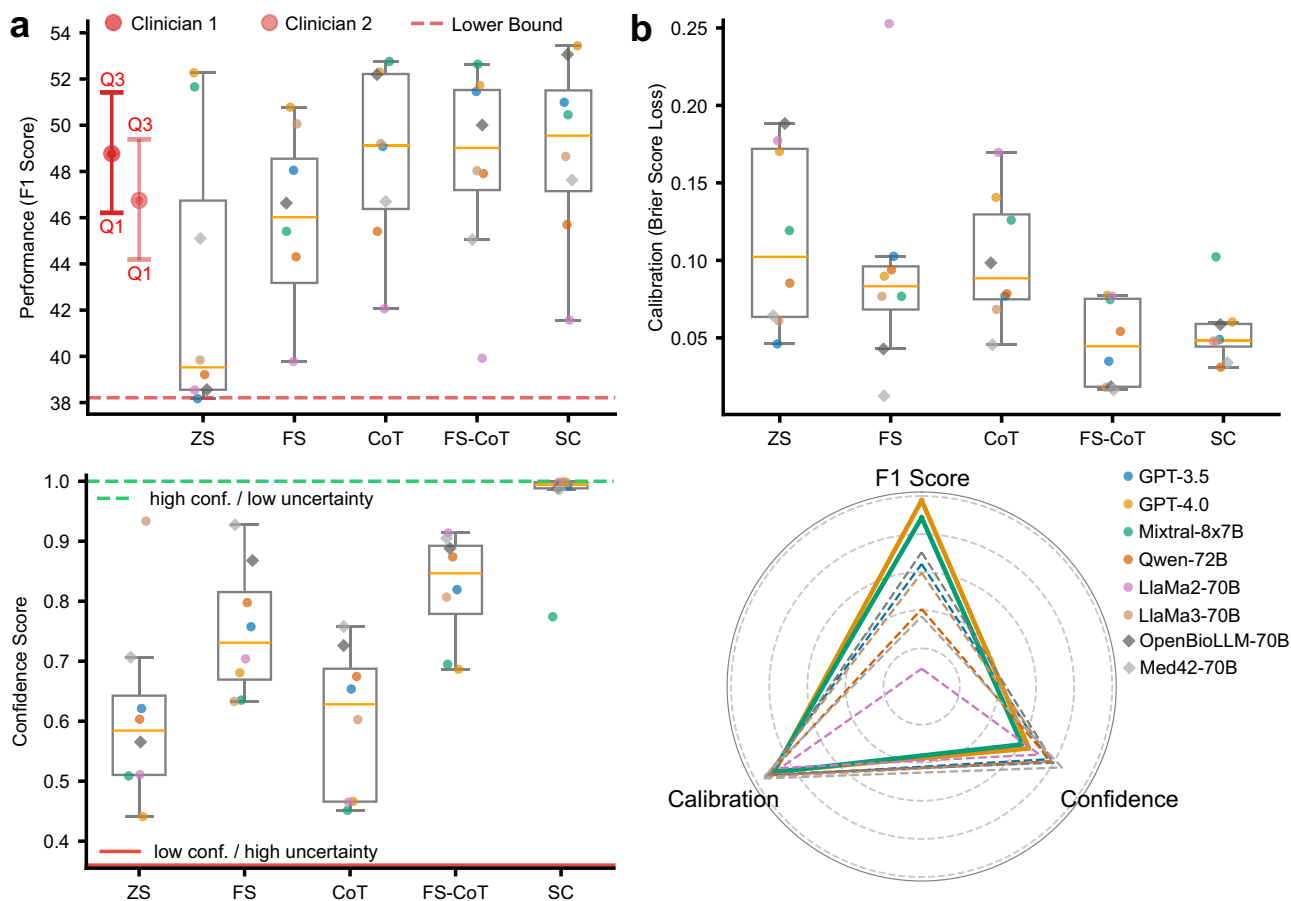 a
Clinician 1
Clinician 2
Lower Bound
Performance (F1 Score)
54
52
50
48
46
44
42
40
38
Q3
Q1
Q3
Q1
ZS
FS
CoT
FS-CoT
SC
b
Calibration (Brier Score Loss)
0.25
0.20
0.15
0.10
0.05
ZS
FS
CoT
FS-CoT
SC
Confidence Score
1.0
0.9
0.8
0.7
0.6
0.5
0.4
high conf. / low uncertainty
low conf. / high uncertainty
ZS
FS
CoT
FS-CoT
SC
F1 Score
Calibration
Confidence
GPT-3.5
GPT-4.0
Mixtral-8x7B
Qwen-72B
LlaMa2-70B
LlaMa3-70B
OpenBioLLM-70B
Med42-70B